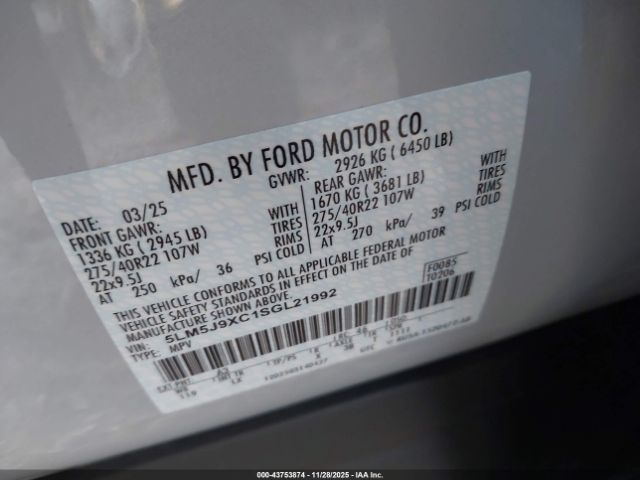 MFD. BY FORD MOTOR CO.
DATE: 03/25 GVWR: 2926 KG ( 6450 LB)
FRONT GAWR: REAR GAWR:
1336 KG ( 2945 LB) WITH 1670 KG ( 3681 LB) WITH
275/40R22 107W TIRES 275/40R22 107W TIRES
22x9.5J RIMS 22x9.5J RIMS
AT 250 kPa/ 36 PSI COLD AT 270 kPa/ 39 PSI COLD
THIS VEHICLE CONFORMS TO ALL APPLICABLE FEDERAL MOTOR
VEHICLE SAFETY STANDARDS IN EFFECT ON THE DATE OF
MANUFACTURE SHOWN ABOVE.
F0085
T0206
VIN: 5LM5J9XC1SGL21992
TYPE: MPV
000-43753874 - 11/28/2025 - IAA Inc.